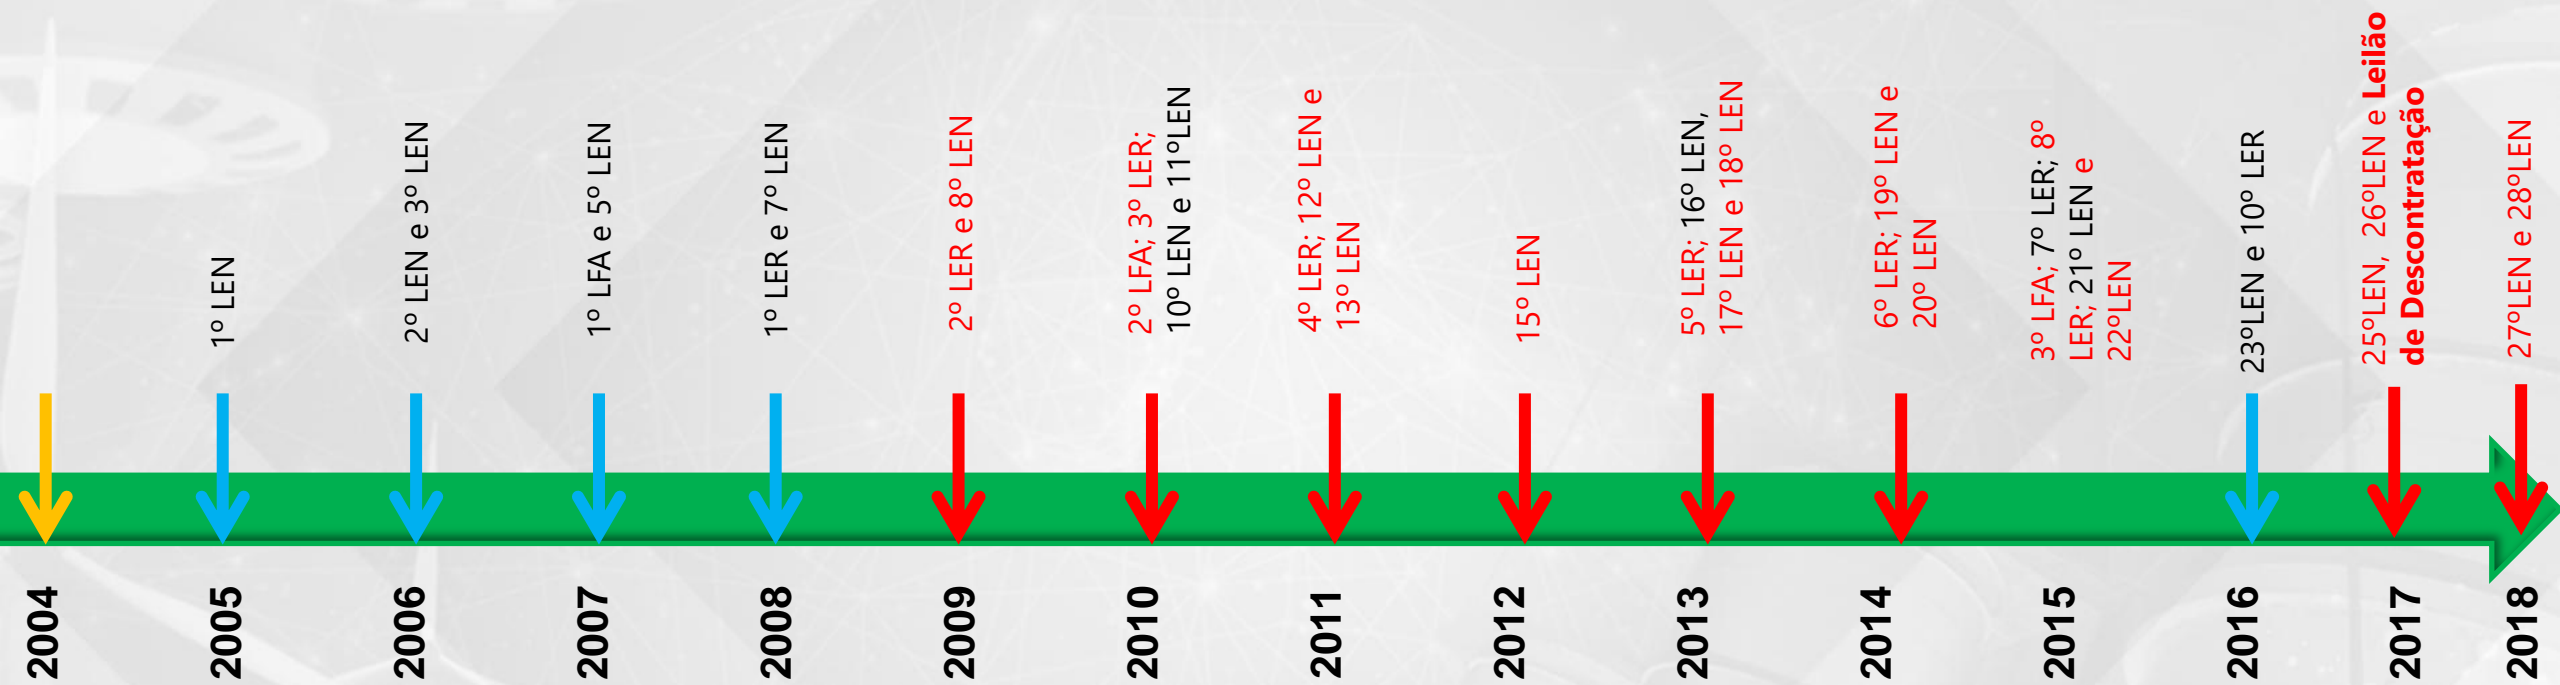 1º LEN
2º LEN e 3º LEN
1º LFA e 5º LEN
1º LER e 7º LEN
2º LER e 8º LEN
2º LFA; 3º LER;
10º LEN e 11ºLEN
4º LER; 12º LEN e
13º LEN
15º LEN
5º LER; 16º LEN,
17º LEN e 18º LEN
6º LER; 19º LEN e
20º LEN
3º LFA; 7º LER; 8º
LER; 21º LEN e
22ºLEN
23ºLEN e 10º LER
25ºLEN, 26ºLEN e Leilão
de Descontratação
27ºLEN e 28ºLEN
2004
2005
2006
2007
2008
2009
2010
2011
2012
2013
2014
2015
2016
2017
2018